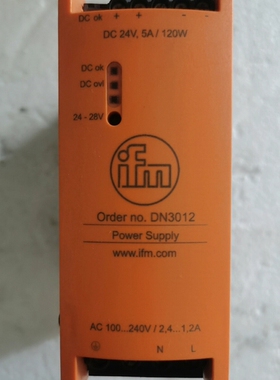 DC ok + + - -
DC 24V, 5A / 120W
DC ok
DC ovl
24 - 28V
ifm
Order no. DN3012
Power Supply
www.ifm.com
AC 100...240V / 2,4...1,2A
N L